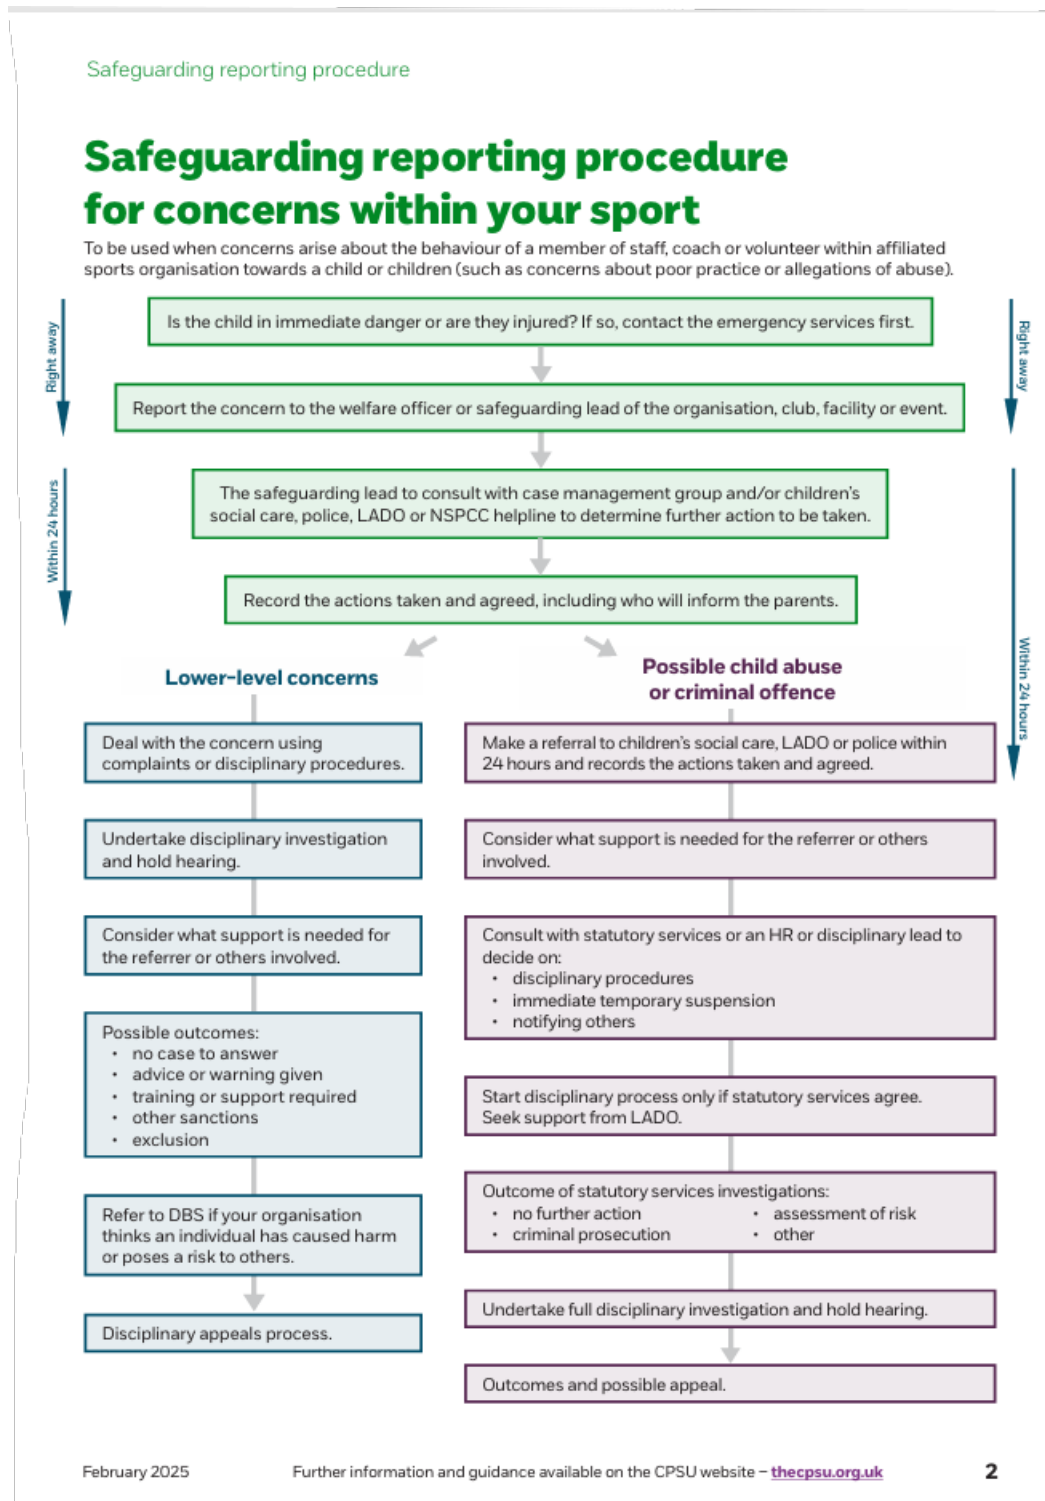 Safeguarding reporting procedure
Safeguarding reporting procedure
for concerns within your sport
To be used when concerns arise about the behaviour of a member of staff, coach or volunteer within affiliated
sports organisation towards a child or children (such as concerns about poor practice or allegations of abuse).
Right away
Right away
Is the child in immediate danger or are they injured? If so, contact the emergency services first.
Report the concern to the welfare officer or safeguarding lead of the organisation, club, facility or event.
Within 24 hours
Within 24 hours
The safeguarding lead to consult with case management group and/or children's
social care, police, LADO or NSPCC helpline to determine further action to be taken.
Record the actions taken and agreed, including who will inform the parents.
Lower-level concerns
Deal with the concern using
complaints or disciplinary procedures.
Undertake disciplinary investigation
and hold hearing.
Consider what support is needed for
the referrer or others involved.
Possible outcomes:
• no case to answer
• advice or warning given
• training or support required
• other sanctions
• exclusion
Refer to DBS if your organisation
thinks an individual has caused harm
or poses a risk to others.
Disciplinary appeals process.
Possible child abuse
or criminal offence
Make a referral to children's social care, LADO or police within
24 hours and records the actions taken and agreed.
Consider what support is needed for the referrer or others
involved.
Consult with statutory services or an HR or disciplinary lead to
decide on:
• disciplinary procedures
• immediate temporary suspension
• notifying others
Start disciplinary process only if statutory services agree.
Seek support from LADO.
Outcome of statutory services investigations:
• no further action
• criminal prosecution
• assessment of risk
• other
Undertake full disciplinary investigation and hold hearing.
Outcomes and possible appeal.
February 2025
Further information and guidance available on the CPSU website – thecpsu.org.uk
2